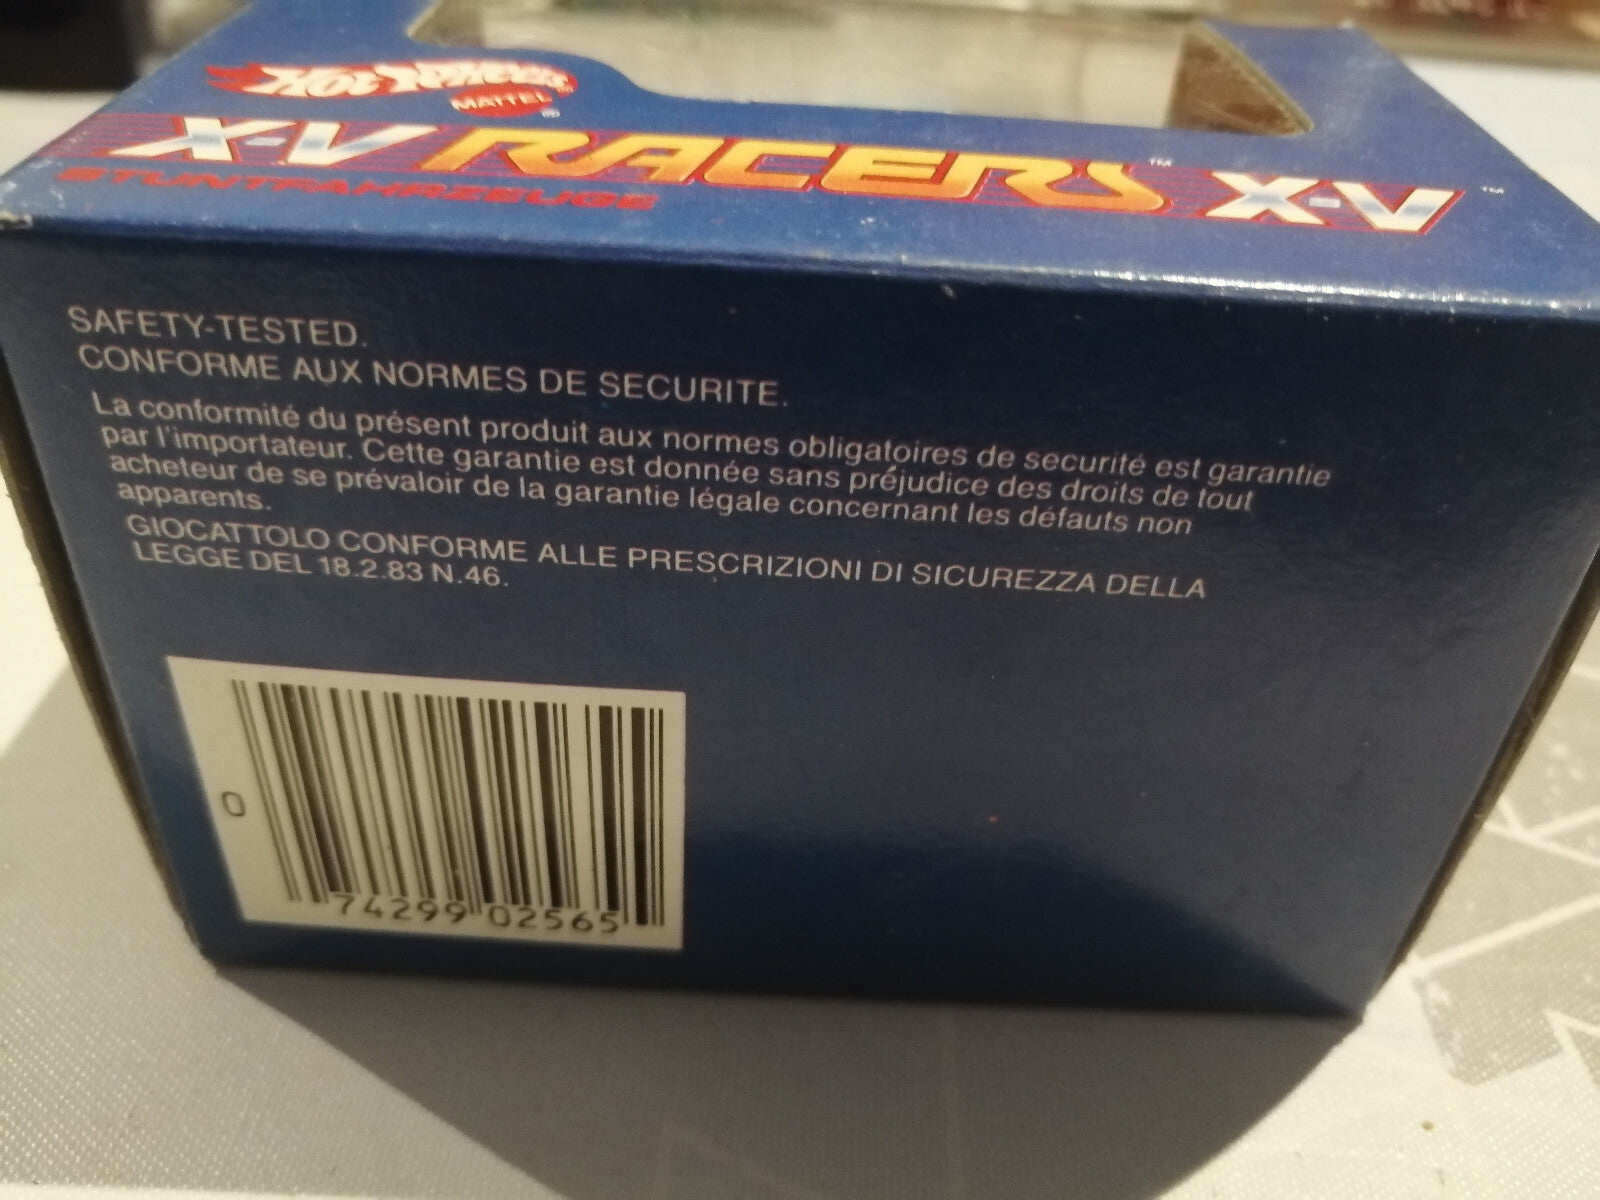 Hot Wheels®
MATTEL ®
X-V RACERS™ X-V™
STUNTFAHRZEUGE
SAFETY-TESTED.
CONFORME AUX NORMES DE SECURITE.
La conformité du présent produit aux normes obligatoires de securité est garantie
par l'importateur. Cette garantie est donnée sans préjudice des droits de tout
acheteur de se prévaloir de la garantie légale concernant les défauts non
apparents.
GIOCATTOLO CONFORME ALLE PRESCRIZIONI DI SICUREZZA DELLA
LEGGE DEL 18.2.83 N.46.
0 74299 02565